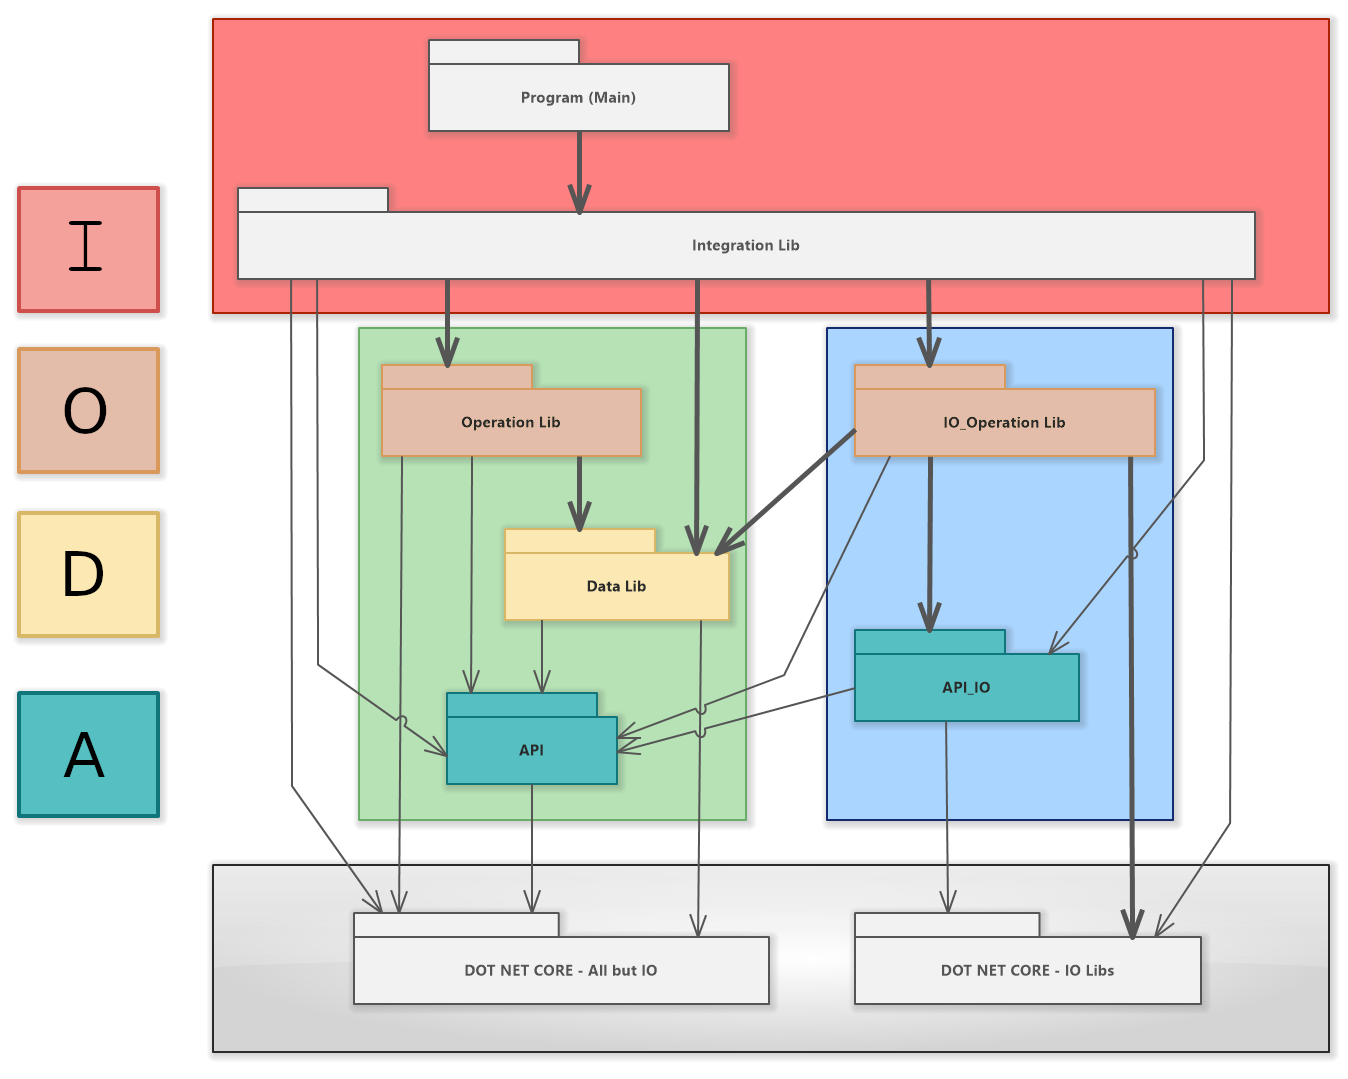 Program (Main)
I
Integration Lib
O
Operation Lib
IO_Operation Lib
D
Data Lib
API_IO
A
API
DOT NET CORE - All but IO
DOT NET CORE - IO Libs